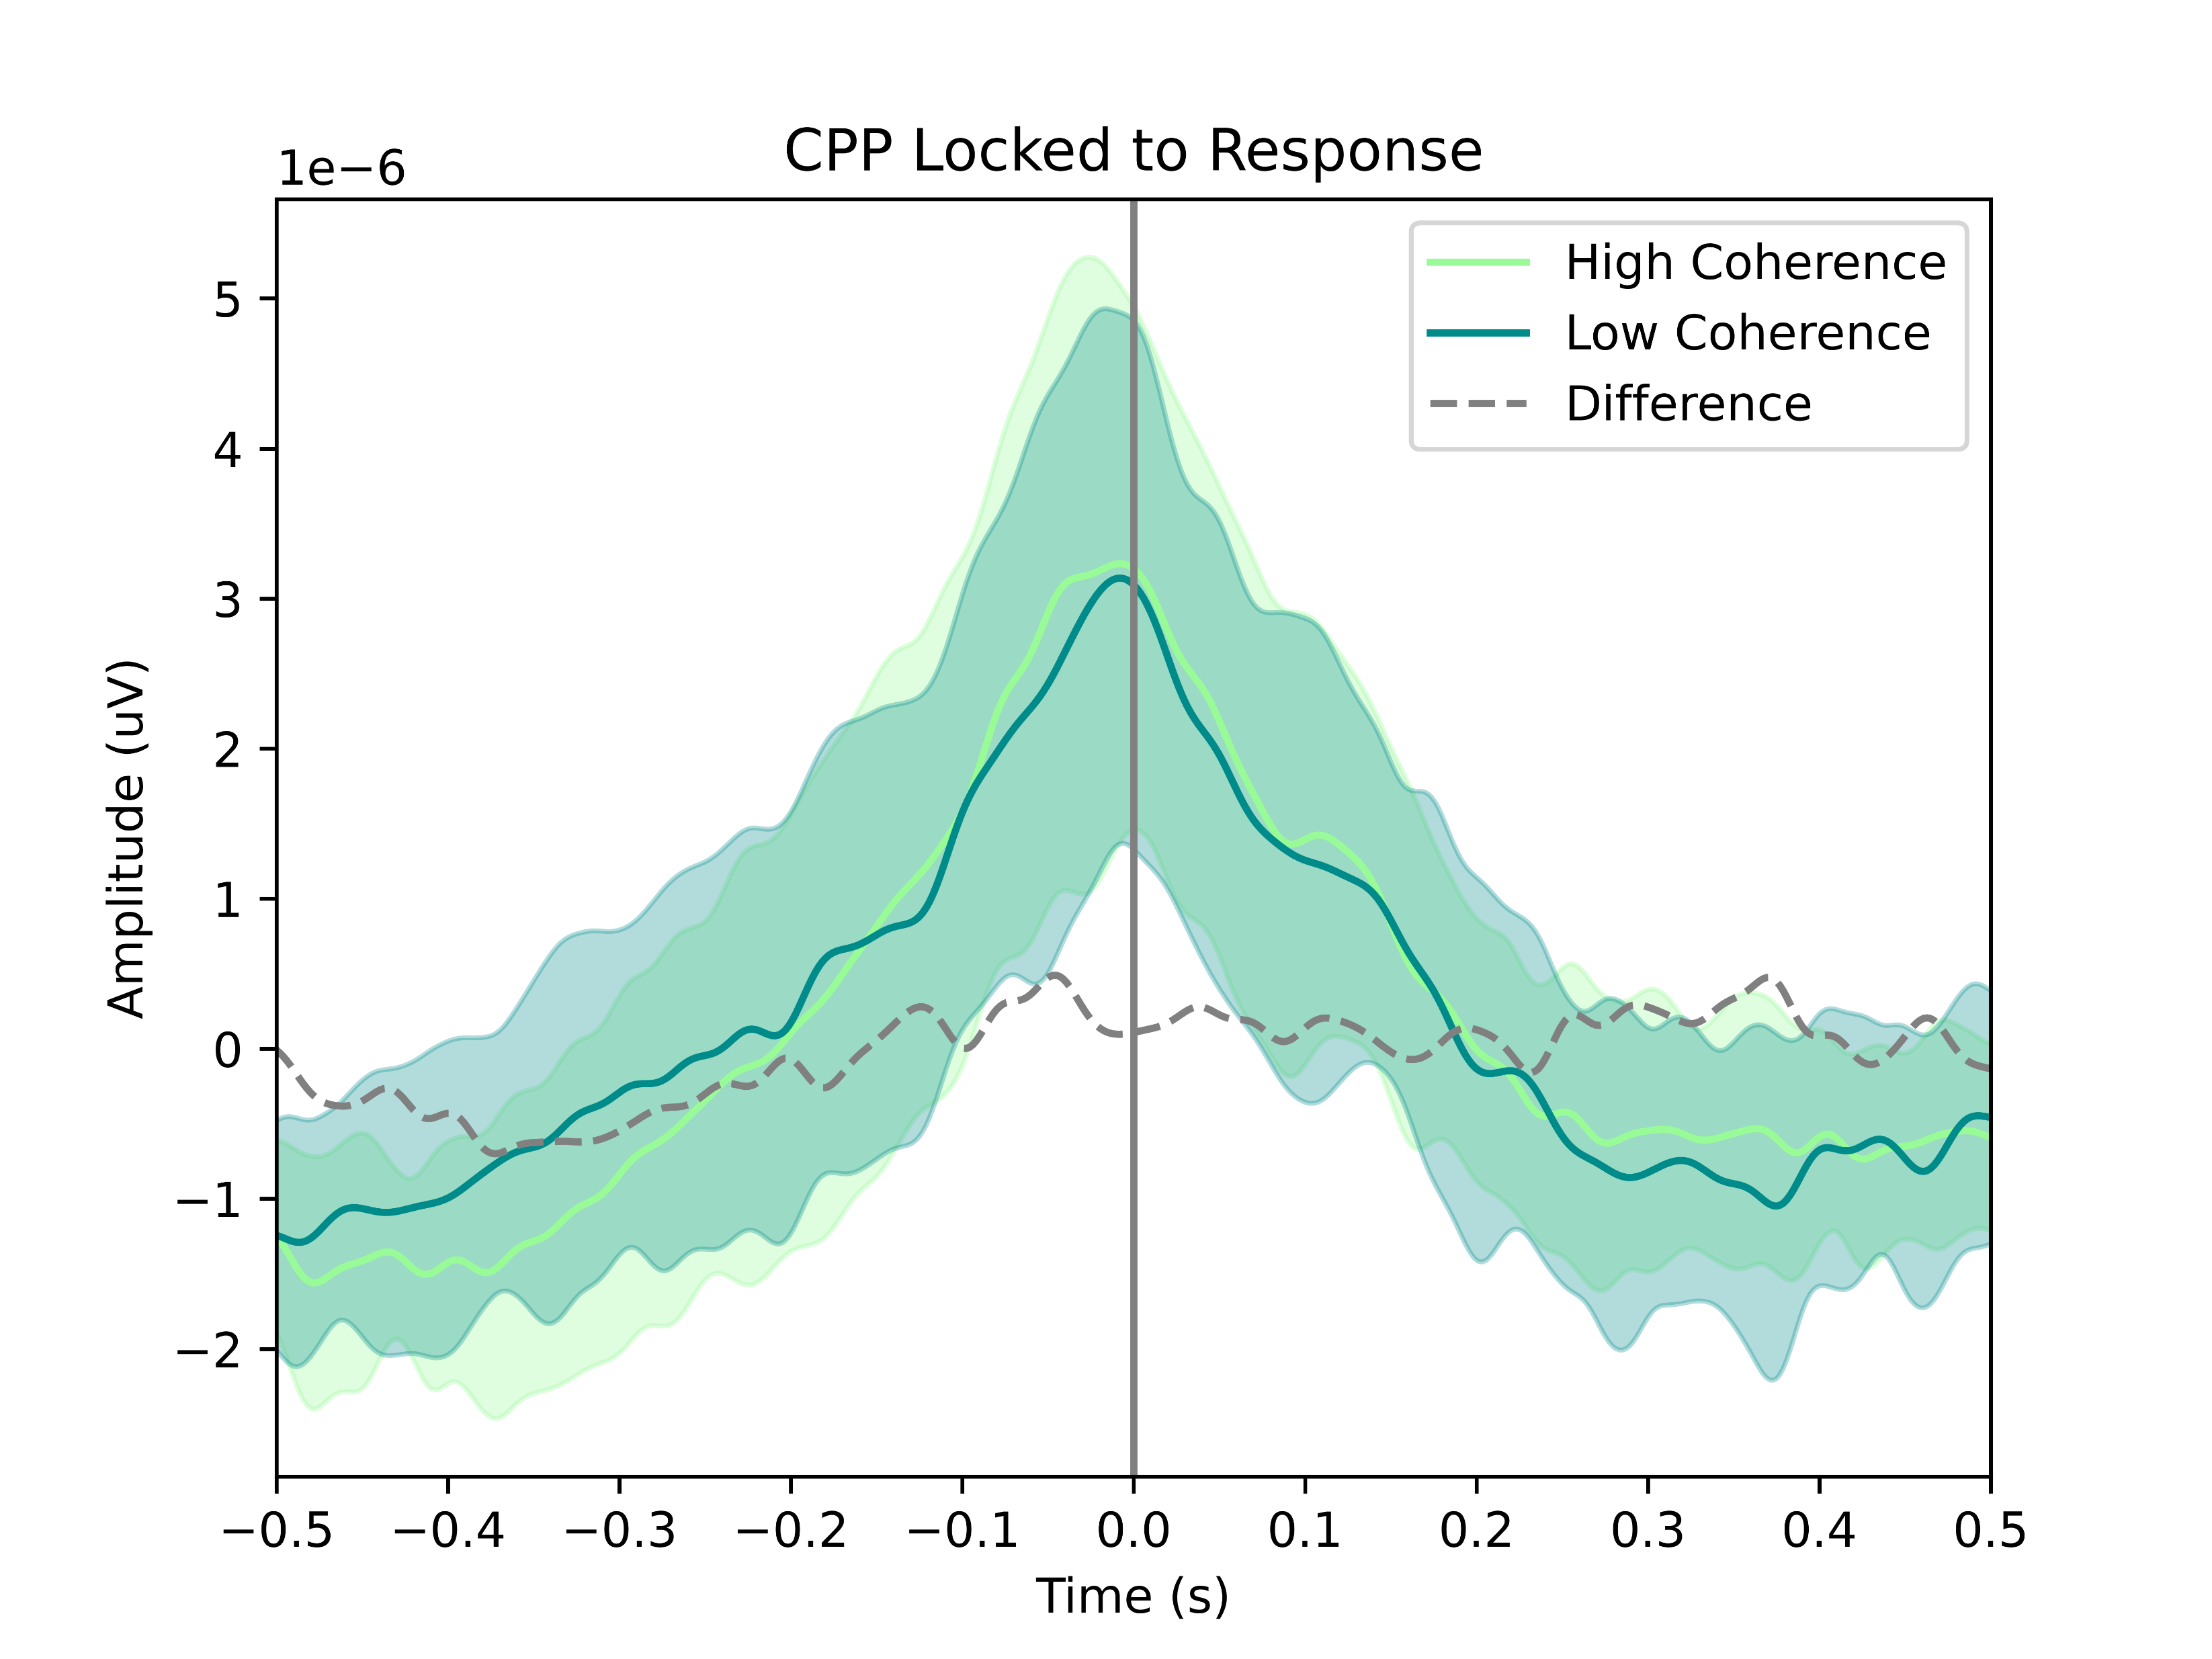 CPP Locked to Response
1e−6
High Coherence
Low Coherence
Difference
Amplitude (uV)
5
4
3
2
1
0
−1
−2
−0.5 −0.4 −0.3 −0.2 −0.1 0.0 0.1 0.2 0.3 0.4 0.5
Time (s)